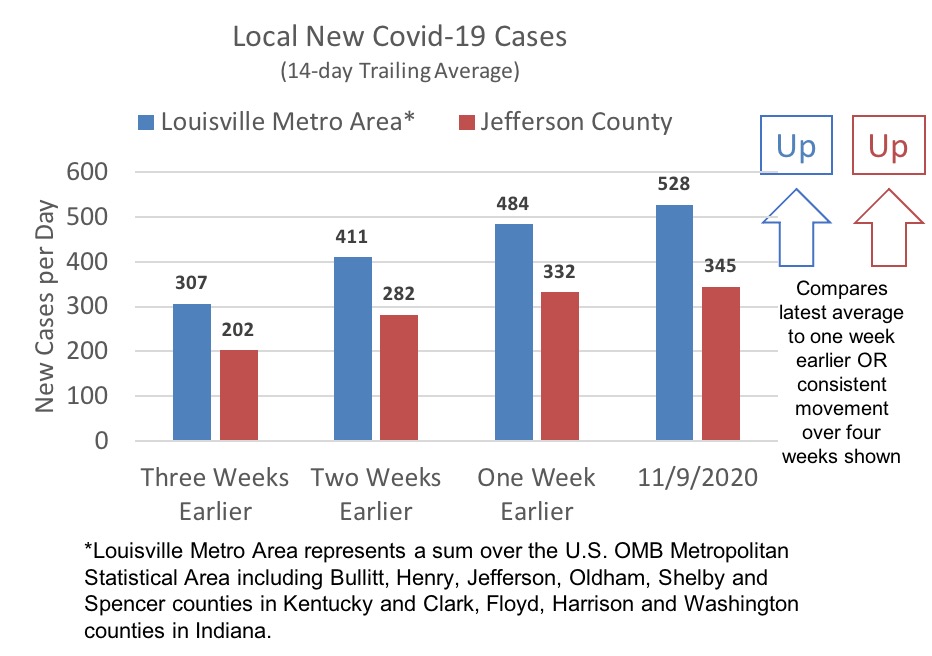 Local New Covid-19 Cases
(14-day Trailing Average)
Louisville Metro Area*
Jefferson County
Up
Up
New Cases per Day
600
500
400
300
200
100
0
307
202
411
282
484
332
528
345
Three Weeks
Earlier
Two Weeks
Earlier
One Week
Earlier
11/9/2020
Compares
latest average
to one week
earlier OR
consistent
movement
over four
weeks shown
*Louisville Metro Area represents a sum over the U.S. OMB Metropolitan
Statistical Area including Bullitt, Henry, Jefferson, Oldham, Shelby and
Spencer counties in Kentucky and Clark, Floyd, Harrison and Washington
counties in Indiana.